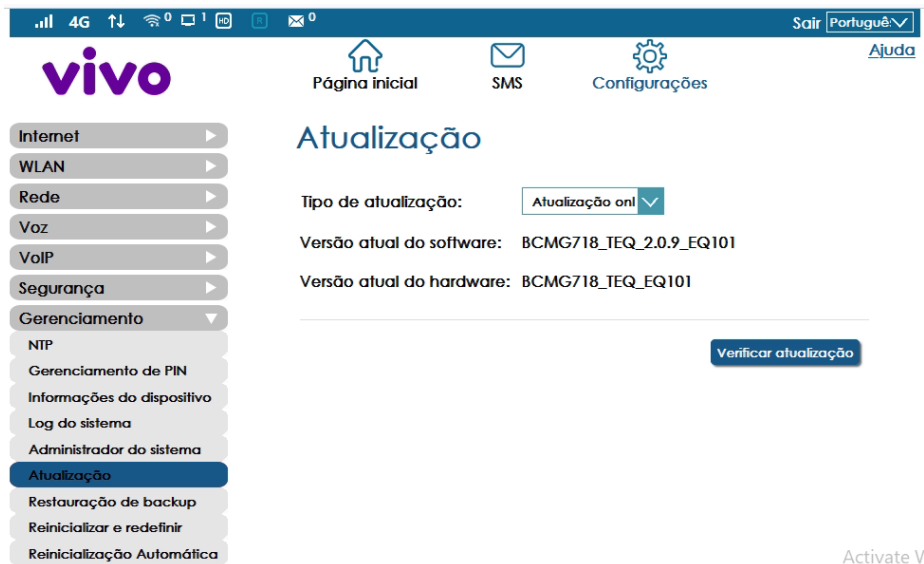 4G 0 1 HD R 0 Sair Portuguê
vivo
Página inicial SMS Configurações Ajuda
Internet
WLAN
Rede
Voz
VoIP
Segurança
Gerenciamento
NTP
Gerenciamento de PIN
Informações do dispositivo
Log do sistema
Administrador do sistema
Atualização
Restauração de backup
Reinicializar e redefinir
Reinicialização Automática
Atualização
Tipo de atualização: Atualização onl
Versão atual do software: BCMG718_TEQ_2.0.9_EQ101
Versão atual do hardware: BCMG718_TEQ_EQ101
Verificar atualização
Activate